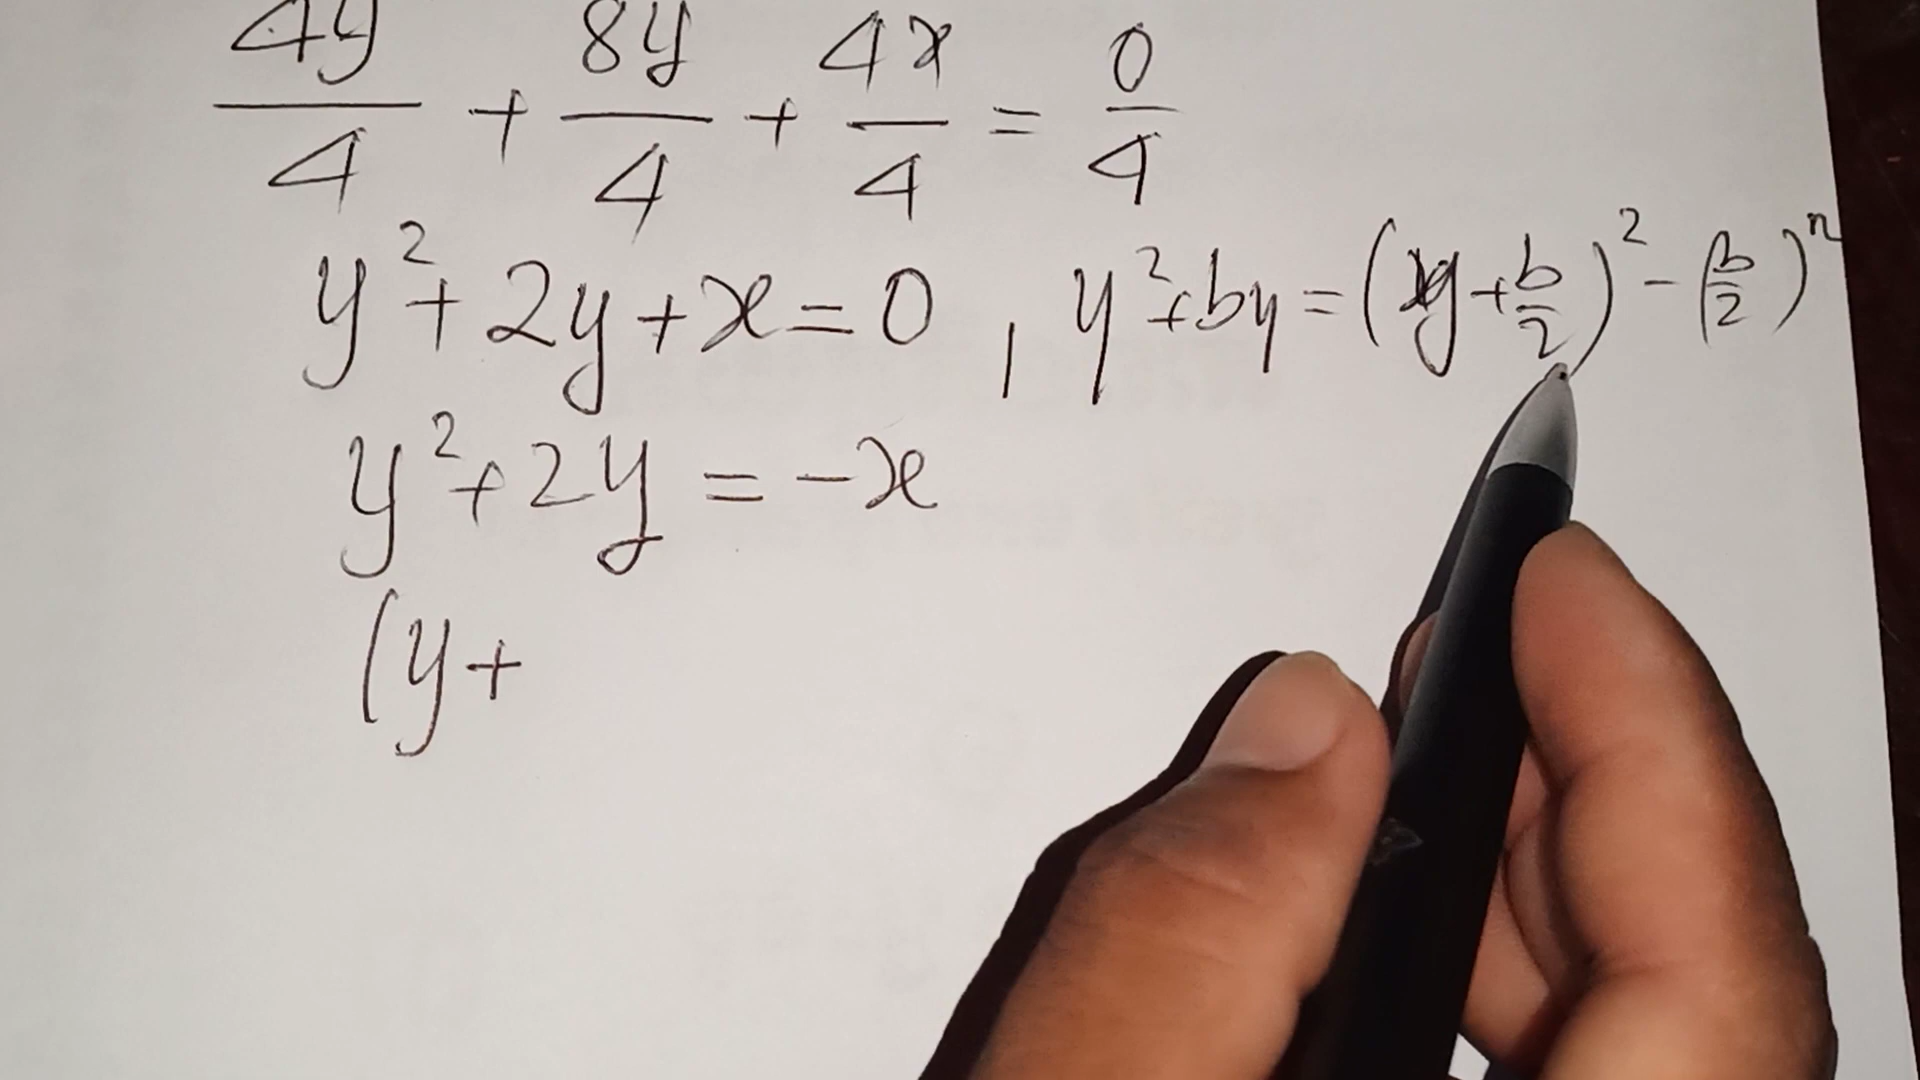 4y/4 + 8y/4 + 4x/4 = 0/4
y² + 2y + x = 0 , y² + by = (y + b/2)² - (b/2)²
y² + 2y = -x
(y +